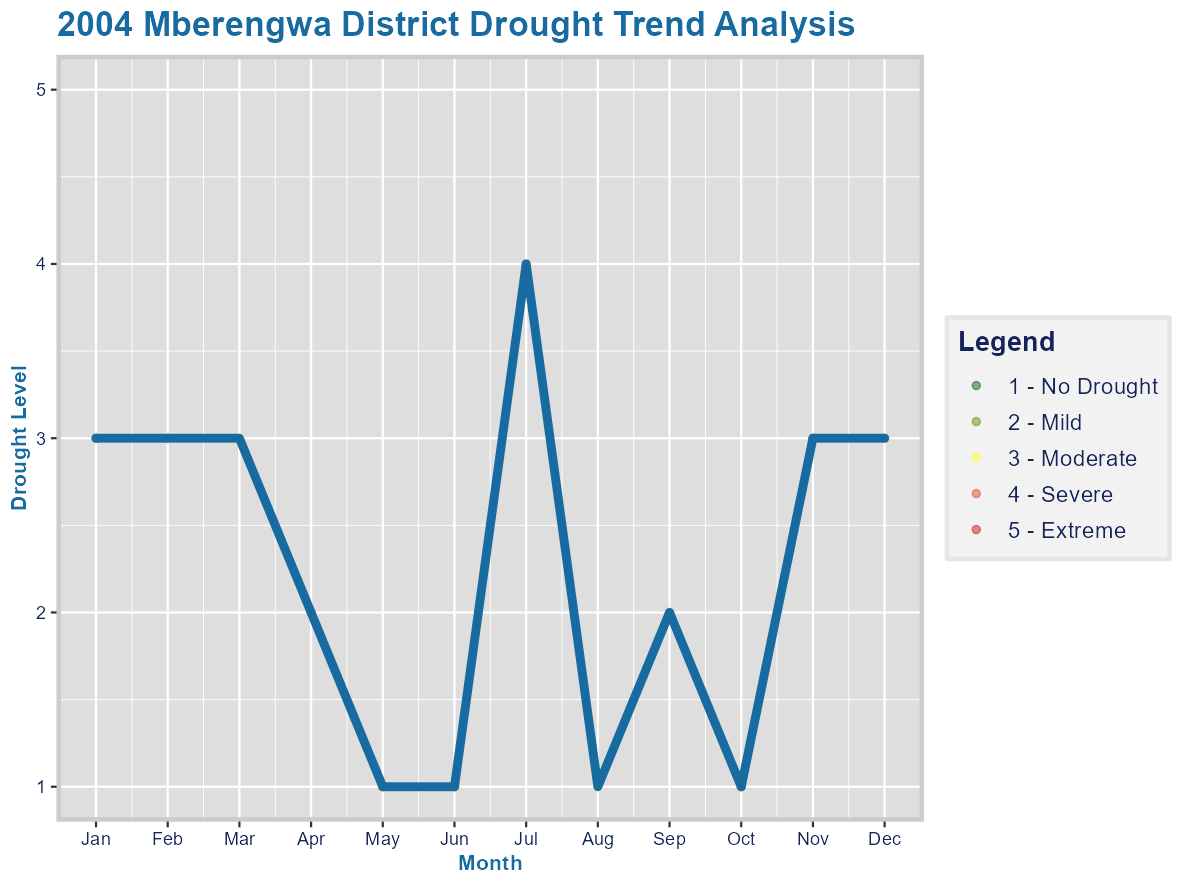 2004 Mberengwa District Drought Trend Analysis
Drought Level
5
4
3
2
1
Jan Feb Mar Apr May Jun Jul Aug Sep Oct Nov Dec
Month
Legend
1 - No Drought
2 - Mild
3 - Moderate
4 - Severe
5 - Extreme